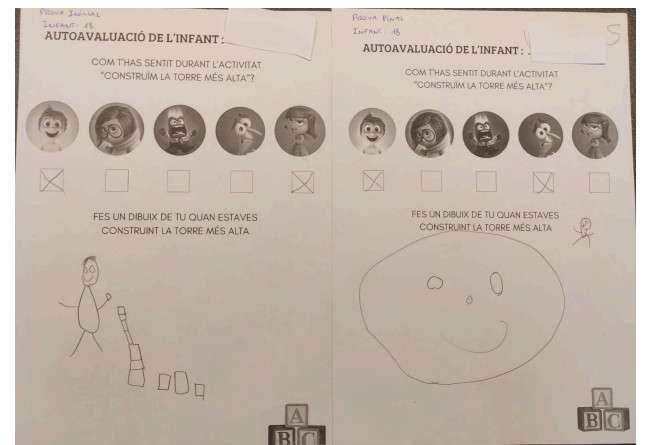 PROVA INICIAL
INFANT: 18
AUTOAVALUACIÓ DE L'INFANT :
COM T'HAS SENTIT DURANT L'ACTIVITAT
"CONSTRUÏM LA TORRE MÉS ALTA"?
FES UN DIBUIX DE TU QUAN ESTAVES
CONSTRUINT LA TORRE MÉS ALTA
A
B C
PROVA FINAL
INFANT: 18
AUTOAVALUACIÓ DE L'INFANT :
COM T'HAS SENTIT DURANT L'ACTIVITAT
"CONSTRUÏM LA TORRE MÉS ALTA"?
FES UN DIBUIX DE TU QUAN ESTAVES
CONSTRUINT LA TORRE MÉS ALTA
A
B C